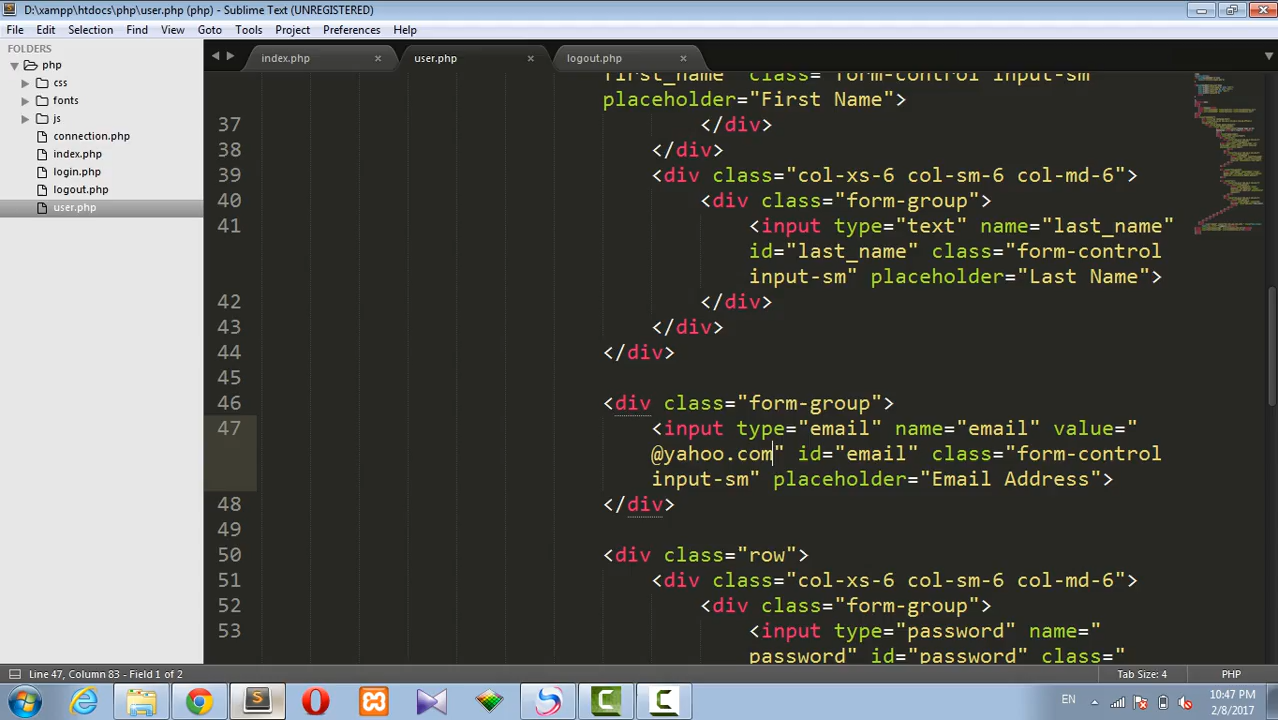 D:\xampp\htdocs\php\user.php (php) - Sublime Text (UNREGISTERED)
File Edit Selection Find View Goto Tools Project Preferences Help
FOLDERS
php
css
fonts
js
connection.php
index.php
login.php
logout.php
user.php
index.php × user.php × logout.php ×
first_name" class="form-control input-sm"
placeholder="First Name">
37 </div>
38 </div>
39 <div class="col-xs-6 col-sm-6 col-md-6">
40 <div class="form-group">
41 <input type="text" name="last_name"
id="last_name" class="form-control
input-sm" placeholder="Last Name">
42 </div>
43 </div>
44 </div>
45
46 <div class="form-group">
47 <input type="email" name="email" value="
@yahoo.com" id="email" class="form-control
input-sm" placeholder="Email Address">
48 </div>
49
50 <div class="row">
51 <div class="col-xs-6 col-sm-6 col-md-6">
52 <div class="form-group">
53 <input type="password" name="
password" id="password" class="
Line 47, Column 83 - Field 1 of 2 Tab Size: 4 PHP
EN 10:47 PM
2/8/2017